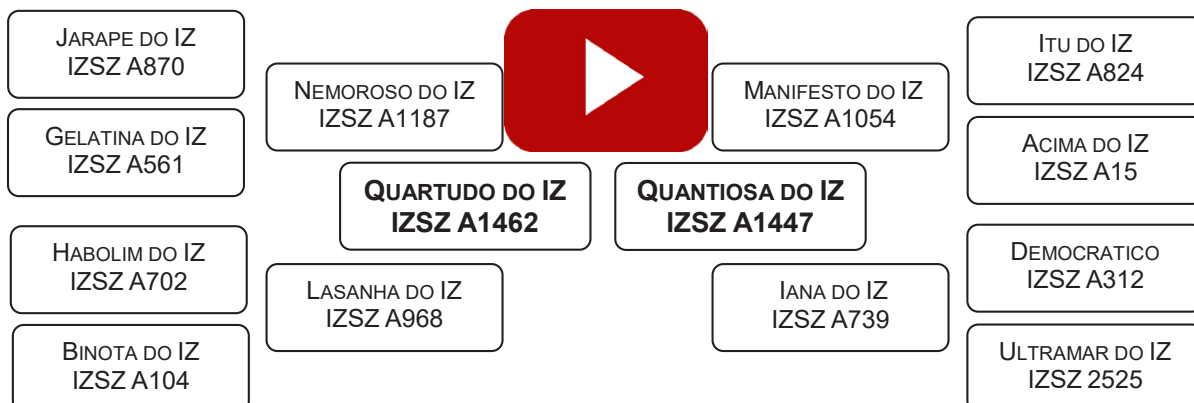 JARAPE DO IZ
IZSZ A870
GELATINA DO IZ
IZSZ A561
HABOLIM DO IZ
IZSZ A702
BINOTA DO IZ
IZSZ A104
NEMOROSO DO IZ
IZSZ A1187
LASANHA DO IZ
IZSZ A968
QUARTUDO DO IZ
IZSZ A1462
QUANTIOSA DO IZ
IZSZ A1447
MANIFESTO DO IZ
IZSZ A1054
IANA DO IZ
IZSZ A739
ITU DO IZ
IZSZ A824
ACIMA DO IZ
IZSZ A15
DEMOCRATICO
IZSZ A312
ULTRAMAR DO IZ
IZSZ 2525